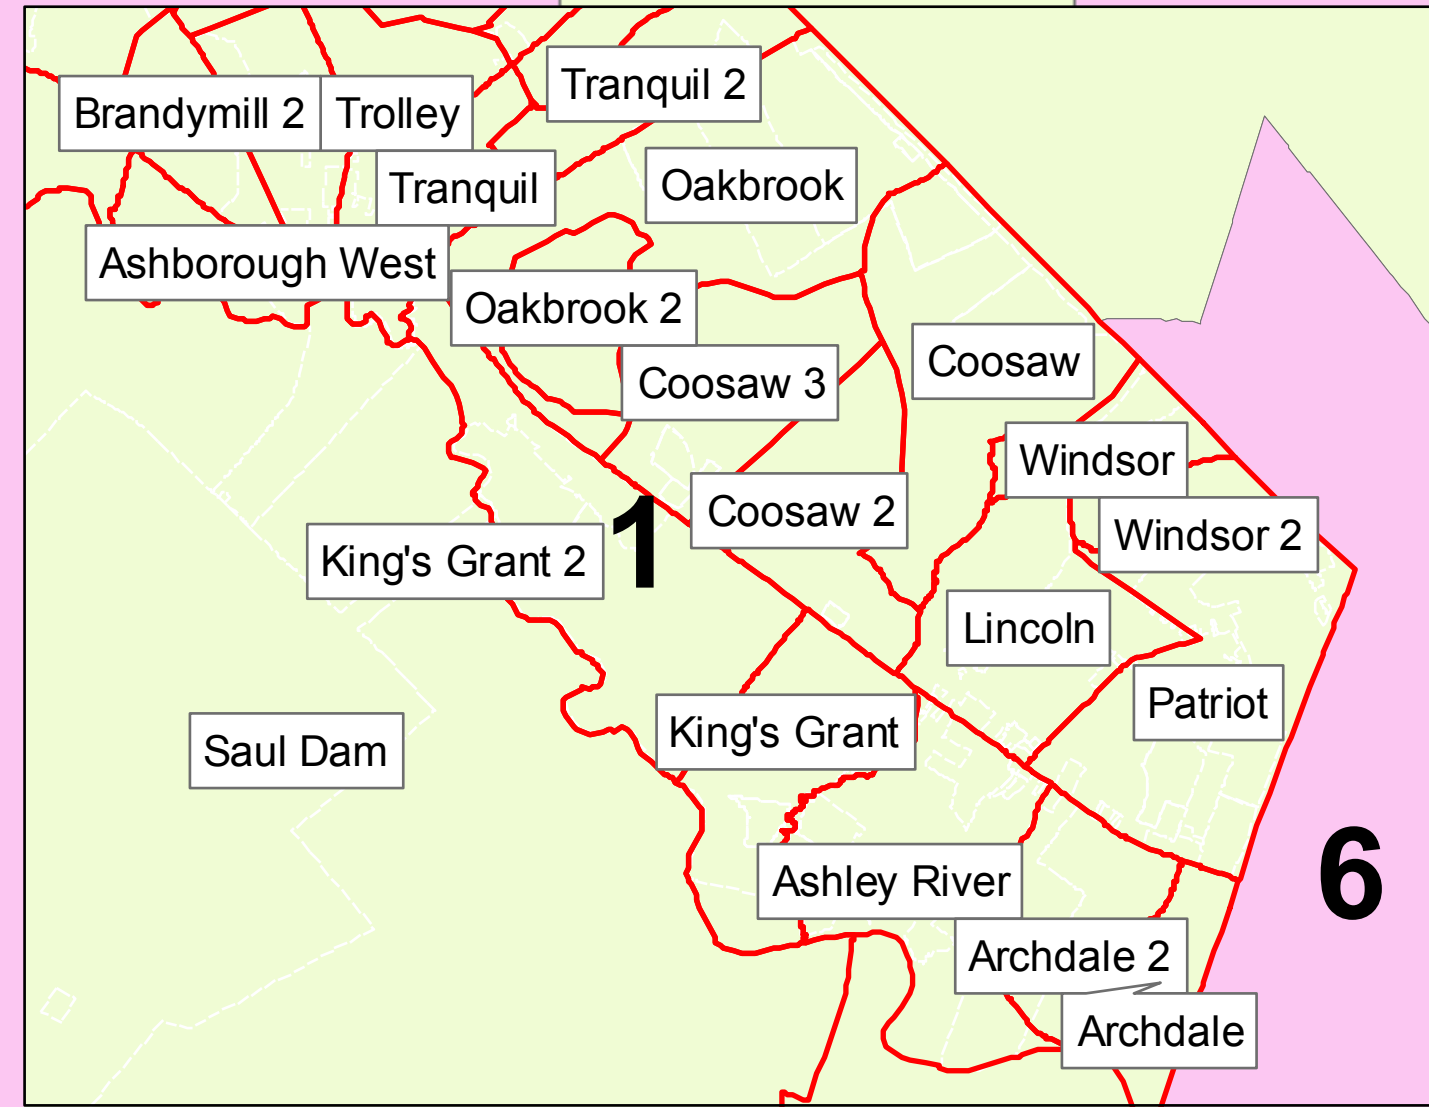 Tranquil 2
Brandymill 2
Trolley
Tranquil
Oakbrook
Ashborough West
Oakbrook 2
Coosaw
Coosaw 3
Windsor
Coosaw 2
Windsor 2
1
King's Grant 2
Lincoln
Patriot
King's Grant
Saul Dam
6
Ashley River
Archdale 2
Archdale